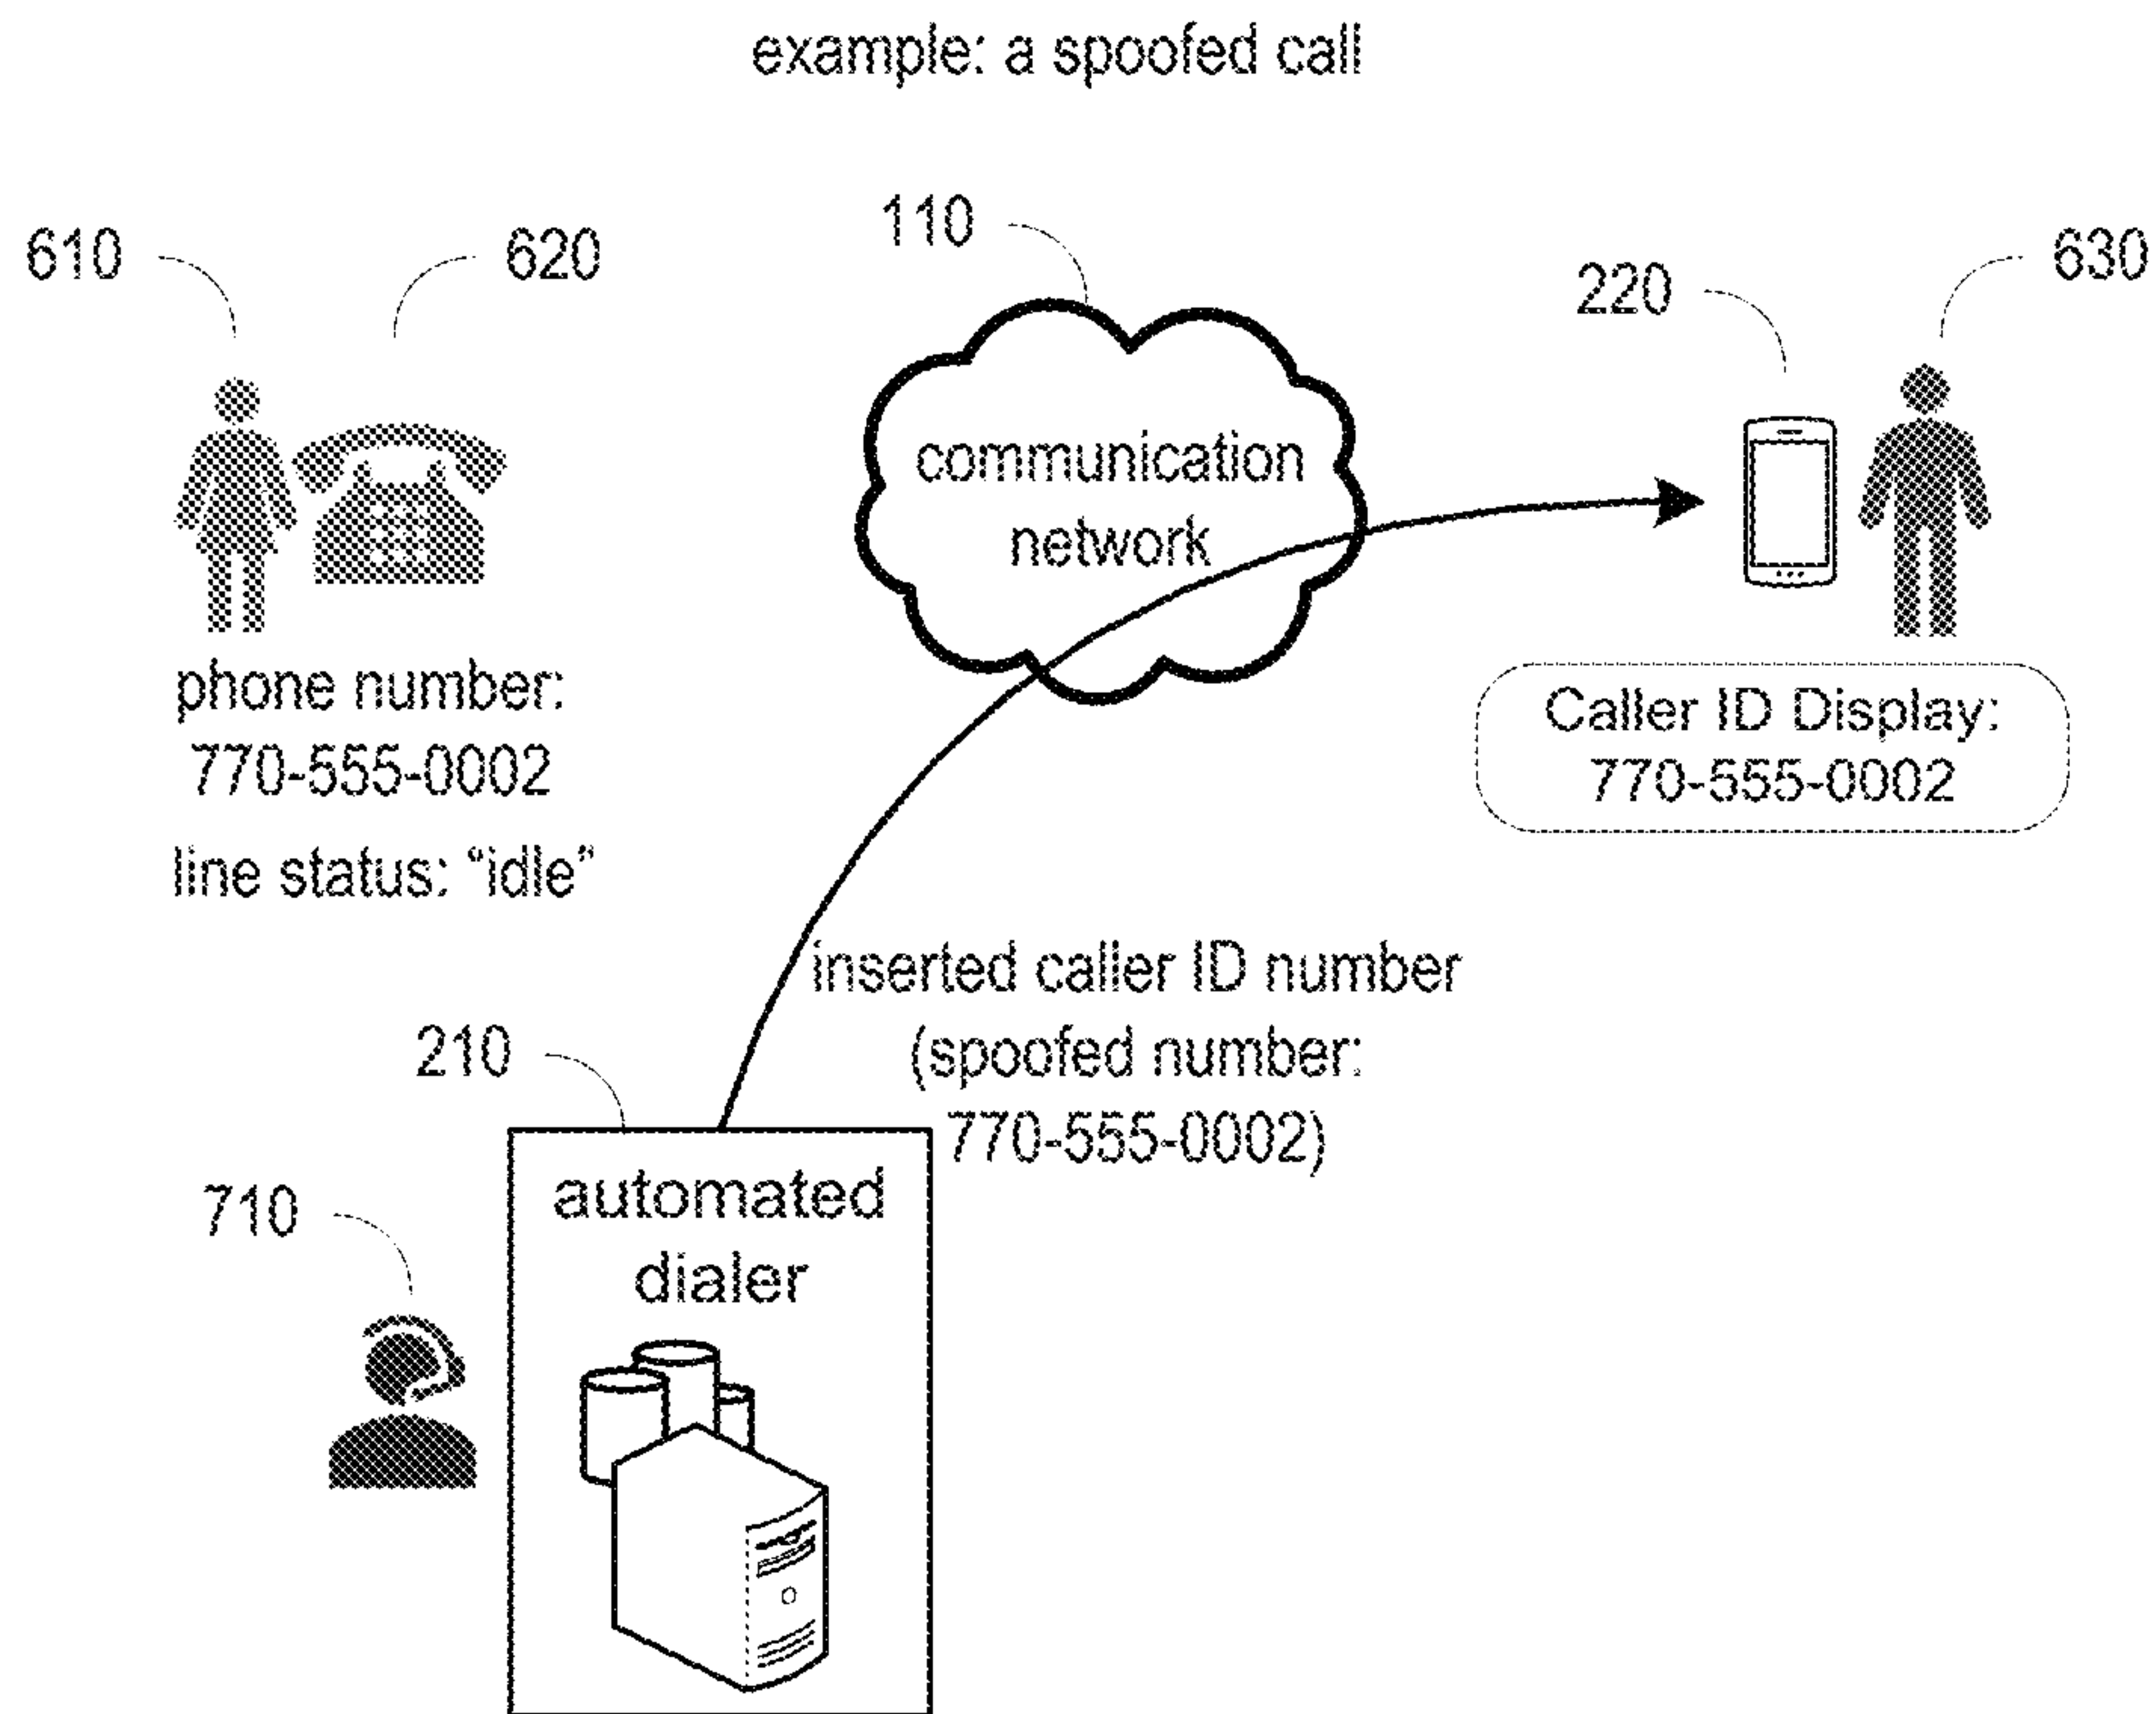 example: a spoofed call
610
620
110
220
630
communication
network
phone number:
770-555-0002
line status: “idle”
Caller ID Display:
770-555-0002
inserted caller ID number
(spoofed number:
770-555-0002)
210
710
automated
dialer